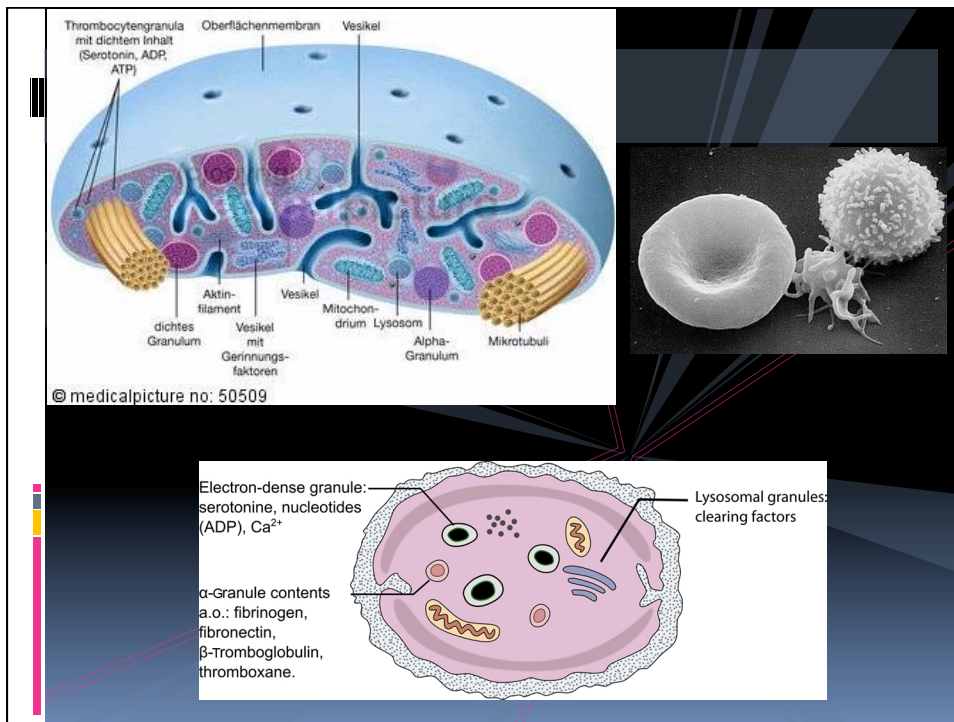 Thrombocytengranula
mit dichtem Inhalt
(Serotonin, ADP,
ATP)
Oberflächenmembran
Vesikel
Aktin-
filament
dichtes
Granulum
Vesikel
mit
Gerinnungs-
faktoren
Vesikel
Mitochon-
drium
Lysosom
Alpha-
Granulum
Mikrotubuli
© medicalpicture no: 50509
Electron-dense granule:
serotonine, nucleotides
(ADP), Ca²⁺
α-Granule contents
a.o.: fibrinogen,
fibronectin,
β-Tromboglobulin,
thromboxane.
Lysosomal granules:
clearing factors